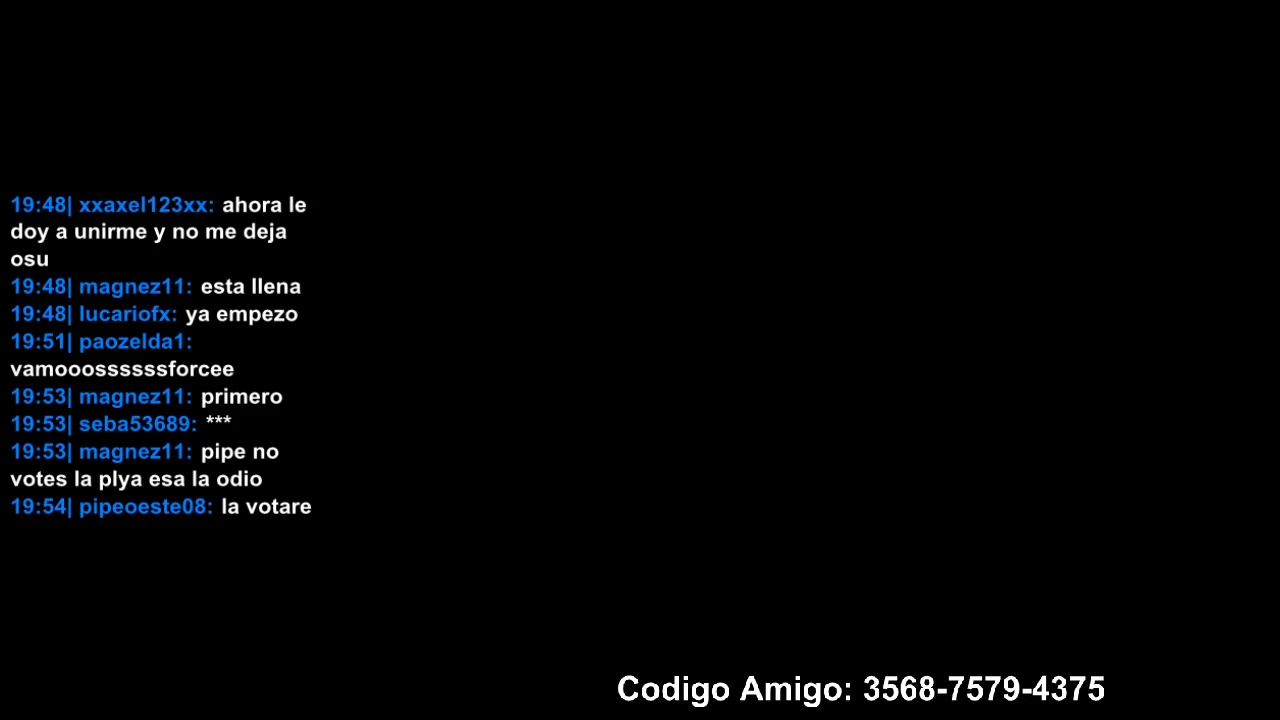 19:48| xxaxel123xx: ahora le
doy a unirme y no me deja
osu
19:48| magnez11: esta llena
19:48| lucariofx: ya empezo
19:51| paozelda1:
vamooossssssforcee
19:53| magnez11: primero
19:53| seba53689: ***
19:53| magnez11: pipe no
votes la plya esa la odio
19:54| pipeoeste08: la votare
Codigo Amigo: 3568-7579-4375